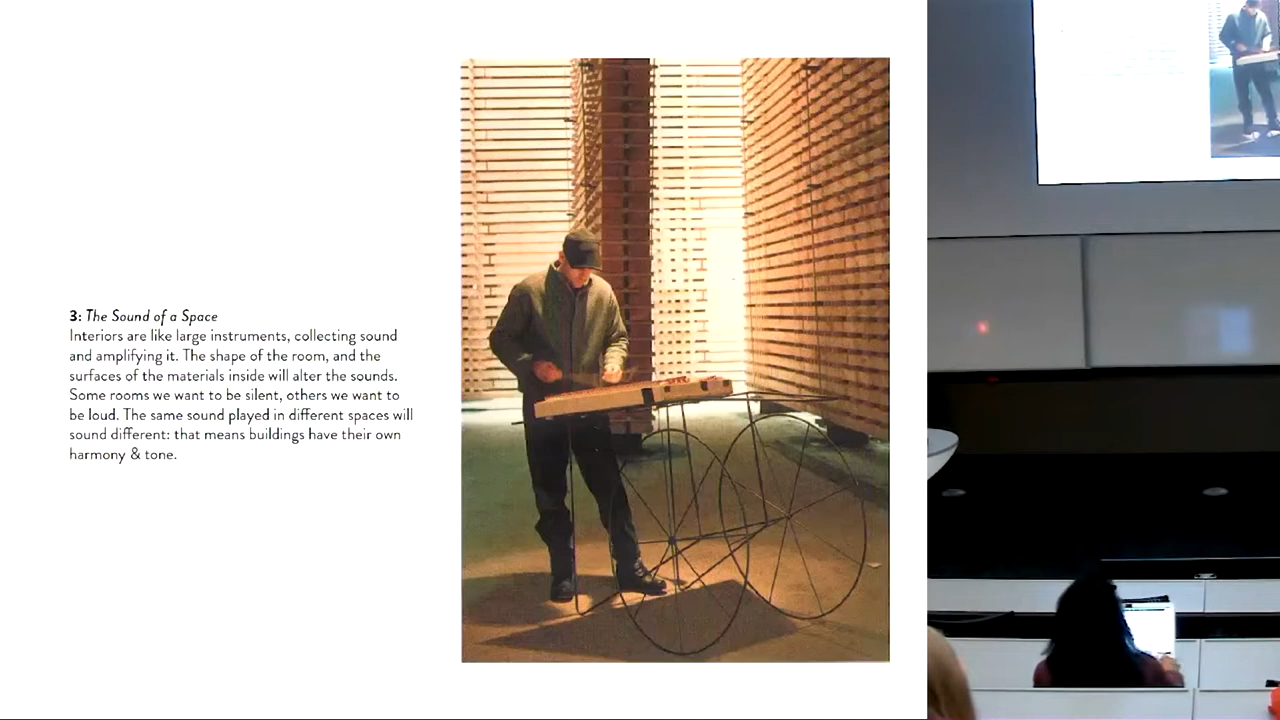 3: The Sound of a Space
Interiors are like large instruments, collecting sound
and amplifying it. The shape of the room, and the
surfaces of the materials inside will alter the sounds.
Some rooms we want to be silent, others we want to
be loud. The same sound played in different spaces will
sound different: that means buildings have their own
harmony & tone.